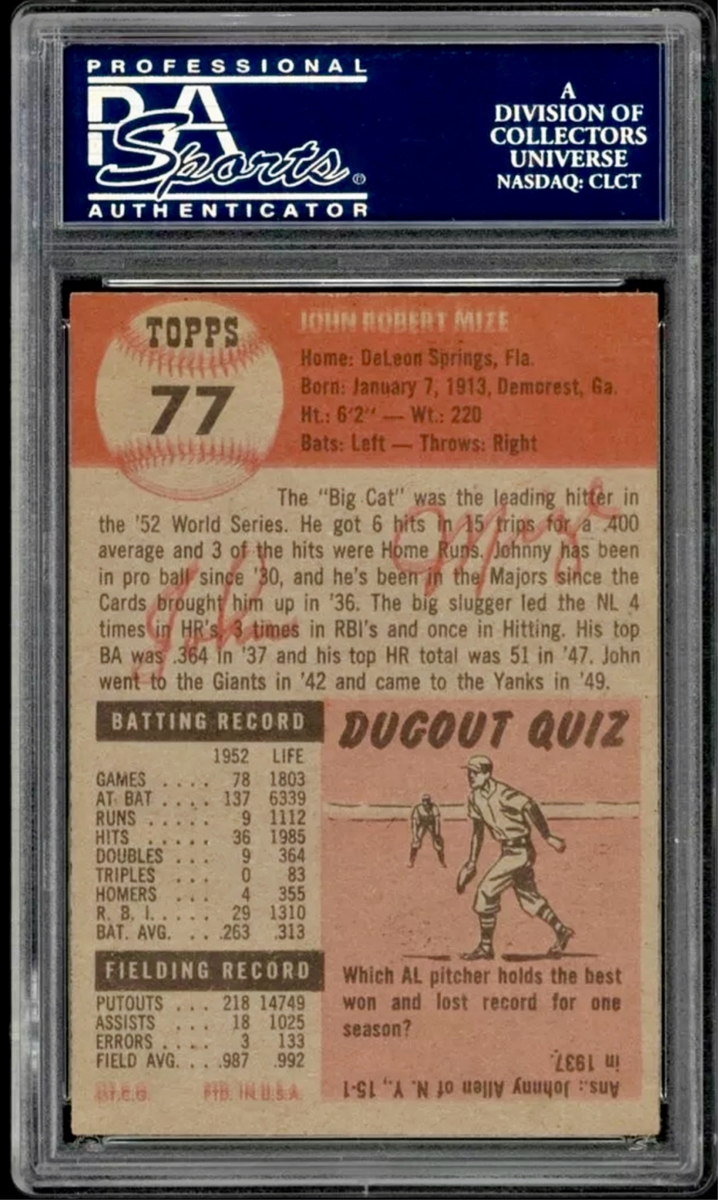 PROFESSIONAL
PSA
Sports®
AUTHENTICATOR
A
DIVISION OF
COLLECTORS
UNIVERSE
NASDAQ: CLCT
TOPPS
77
JOHN ROBERT MIZE
Home: DeLeon Springs, Fla.
Born: January 7, 1913, Demorest, Ga.
Ht.: 6'2" — Wt.: 220
Bats: Left — Throws: Right
The "Big Cat" was the leading hitter in
the '52 World Series. He got 6 hits in 15 trips for a .400
average and 3 of the hits were Home Runs. Johnny has been
in pro ball since '30, and he's been in the Majors since the
Cards brought him up in '36. The big slugger led the NL 4
times in HR's, 3 times in RBI's and once in Hitting. His top
BA was .364 in '37 and his top HR total was 51 in '47. John
went to the Giants in '42 and came to the Yanks in '49.
John Mize
BATTING RECORD
1952 LIFE
GAMES .... 78 1803
AT BAT .... 137 6339
RUNS ..... 9 1112
HITS ..... 36 1985
DOUBLES ... 9 364
TRIPLES ... 0 83
HOMERS ... 4 355
R. B. I. .... 29 1310
BAT. AVG. .. .263 .313
FIELDING RECORD
PUTOUTS ... 218 14749
ASSISTS ... 18 1025
ERRORS .... 3 133
FIELD AVG. .. .987 .992
DUGOUT QUIZ
Which AL pitcher holds the best
won and lost record for one
season?
Ans.: Johnny Allen of N. Y., 15-1
in 1937.
PTD. IN U.S.A.